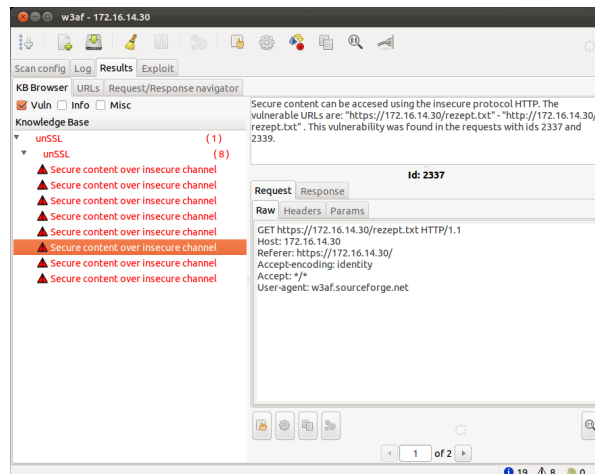 w3af - 172.16.14.30
Scan config Log Results Exploit
KB Browser URLs Request/Response navigator
Vuln Info Misc
Knowledge Base
unSSL (1)
unSSL (8)
Secure content over insecure channel
Secure content over insecure channel
Secure content over insecure channel
Secure content over insecure channel
Secure content over insecure channel
Secure content over insecure channel
Secure content over insecure channel
Secure content over insecure channel
Secure content can be accesed using the insecure protocol HTTP. The
vulnerable URLs are: "https://172.16.14.30/rezept.txt" - "http://172.16.14.30/
rezept.txt" . This vulnerability was found in the requests with ids 2337 and
2339.
Id: 2337
Request Response
Raw Headers Params
GET https://172.16.14.30/rezept.txt HTTP/1.1
Host: 172.16.14.30
Referer: https://172.16.14.30/
Accept-encoding: identity
Accept: */*
User-agent: w3af.sourceforge.net
1 of 2
19 8 0